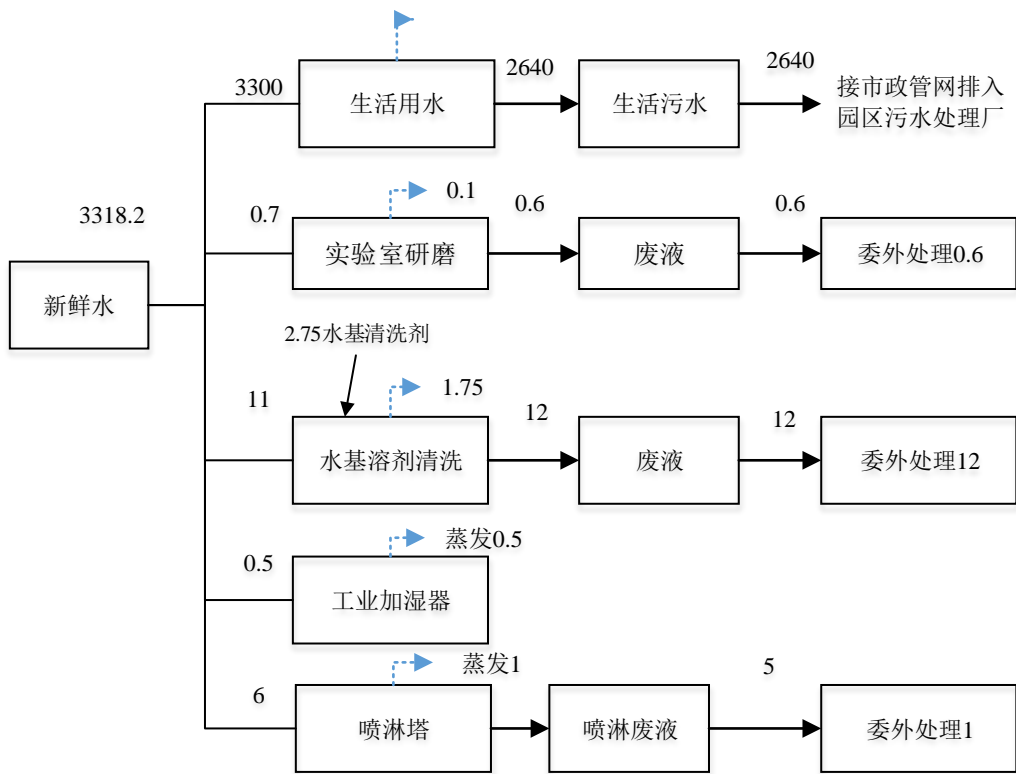 3300
生活用水
2640
生活污水
2640
接市政管网排入
园区污水处理厂
3318.2
新鲜水
0.7
0.1
实验室研磨
0.6
废液
0.6
委外处理0.6
2.75水基清洗剂
11
1.75
水基溶剂清洗
12
废液
12
委外处理12
0.5
蒸发0.5
工业加湿器
6
蒸发1
喷淋塔
喷淋废液
5
委外处理1